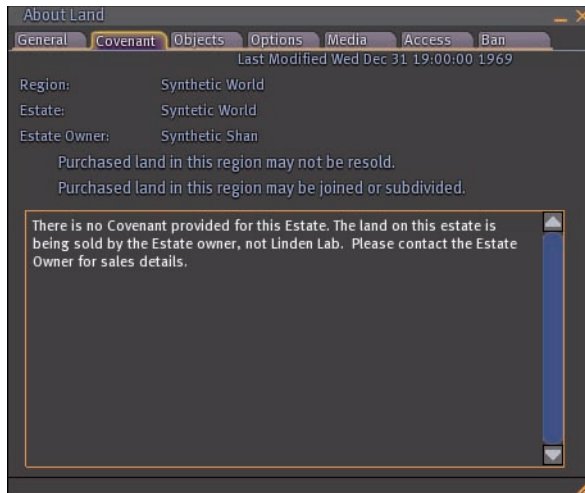 About Land
General Covenant Objects Options Media Access Ban
Last Modified Wed Dec 31 19:00:00 1969
Region: Synthetic World
Estate: Syntetic World
Estate Owner: Synthetic Shan
Purchased land in this region may not be resold.
Purchased land in this region may be joined or subdivided.
There is no Covenant provided for this Estate. The land on this estate is
being sold by the Estate owner, not Linden Lab. Please contact the Estate
Owner for sales details.